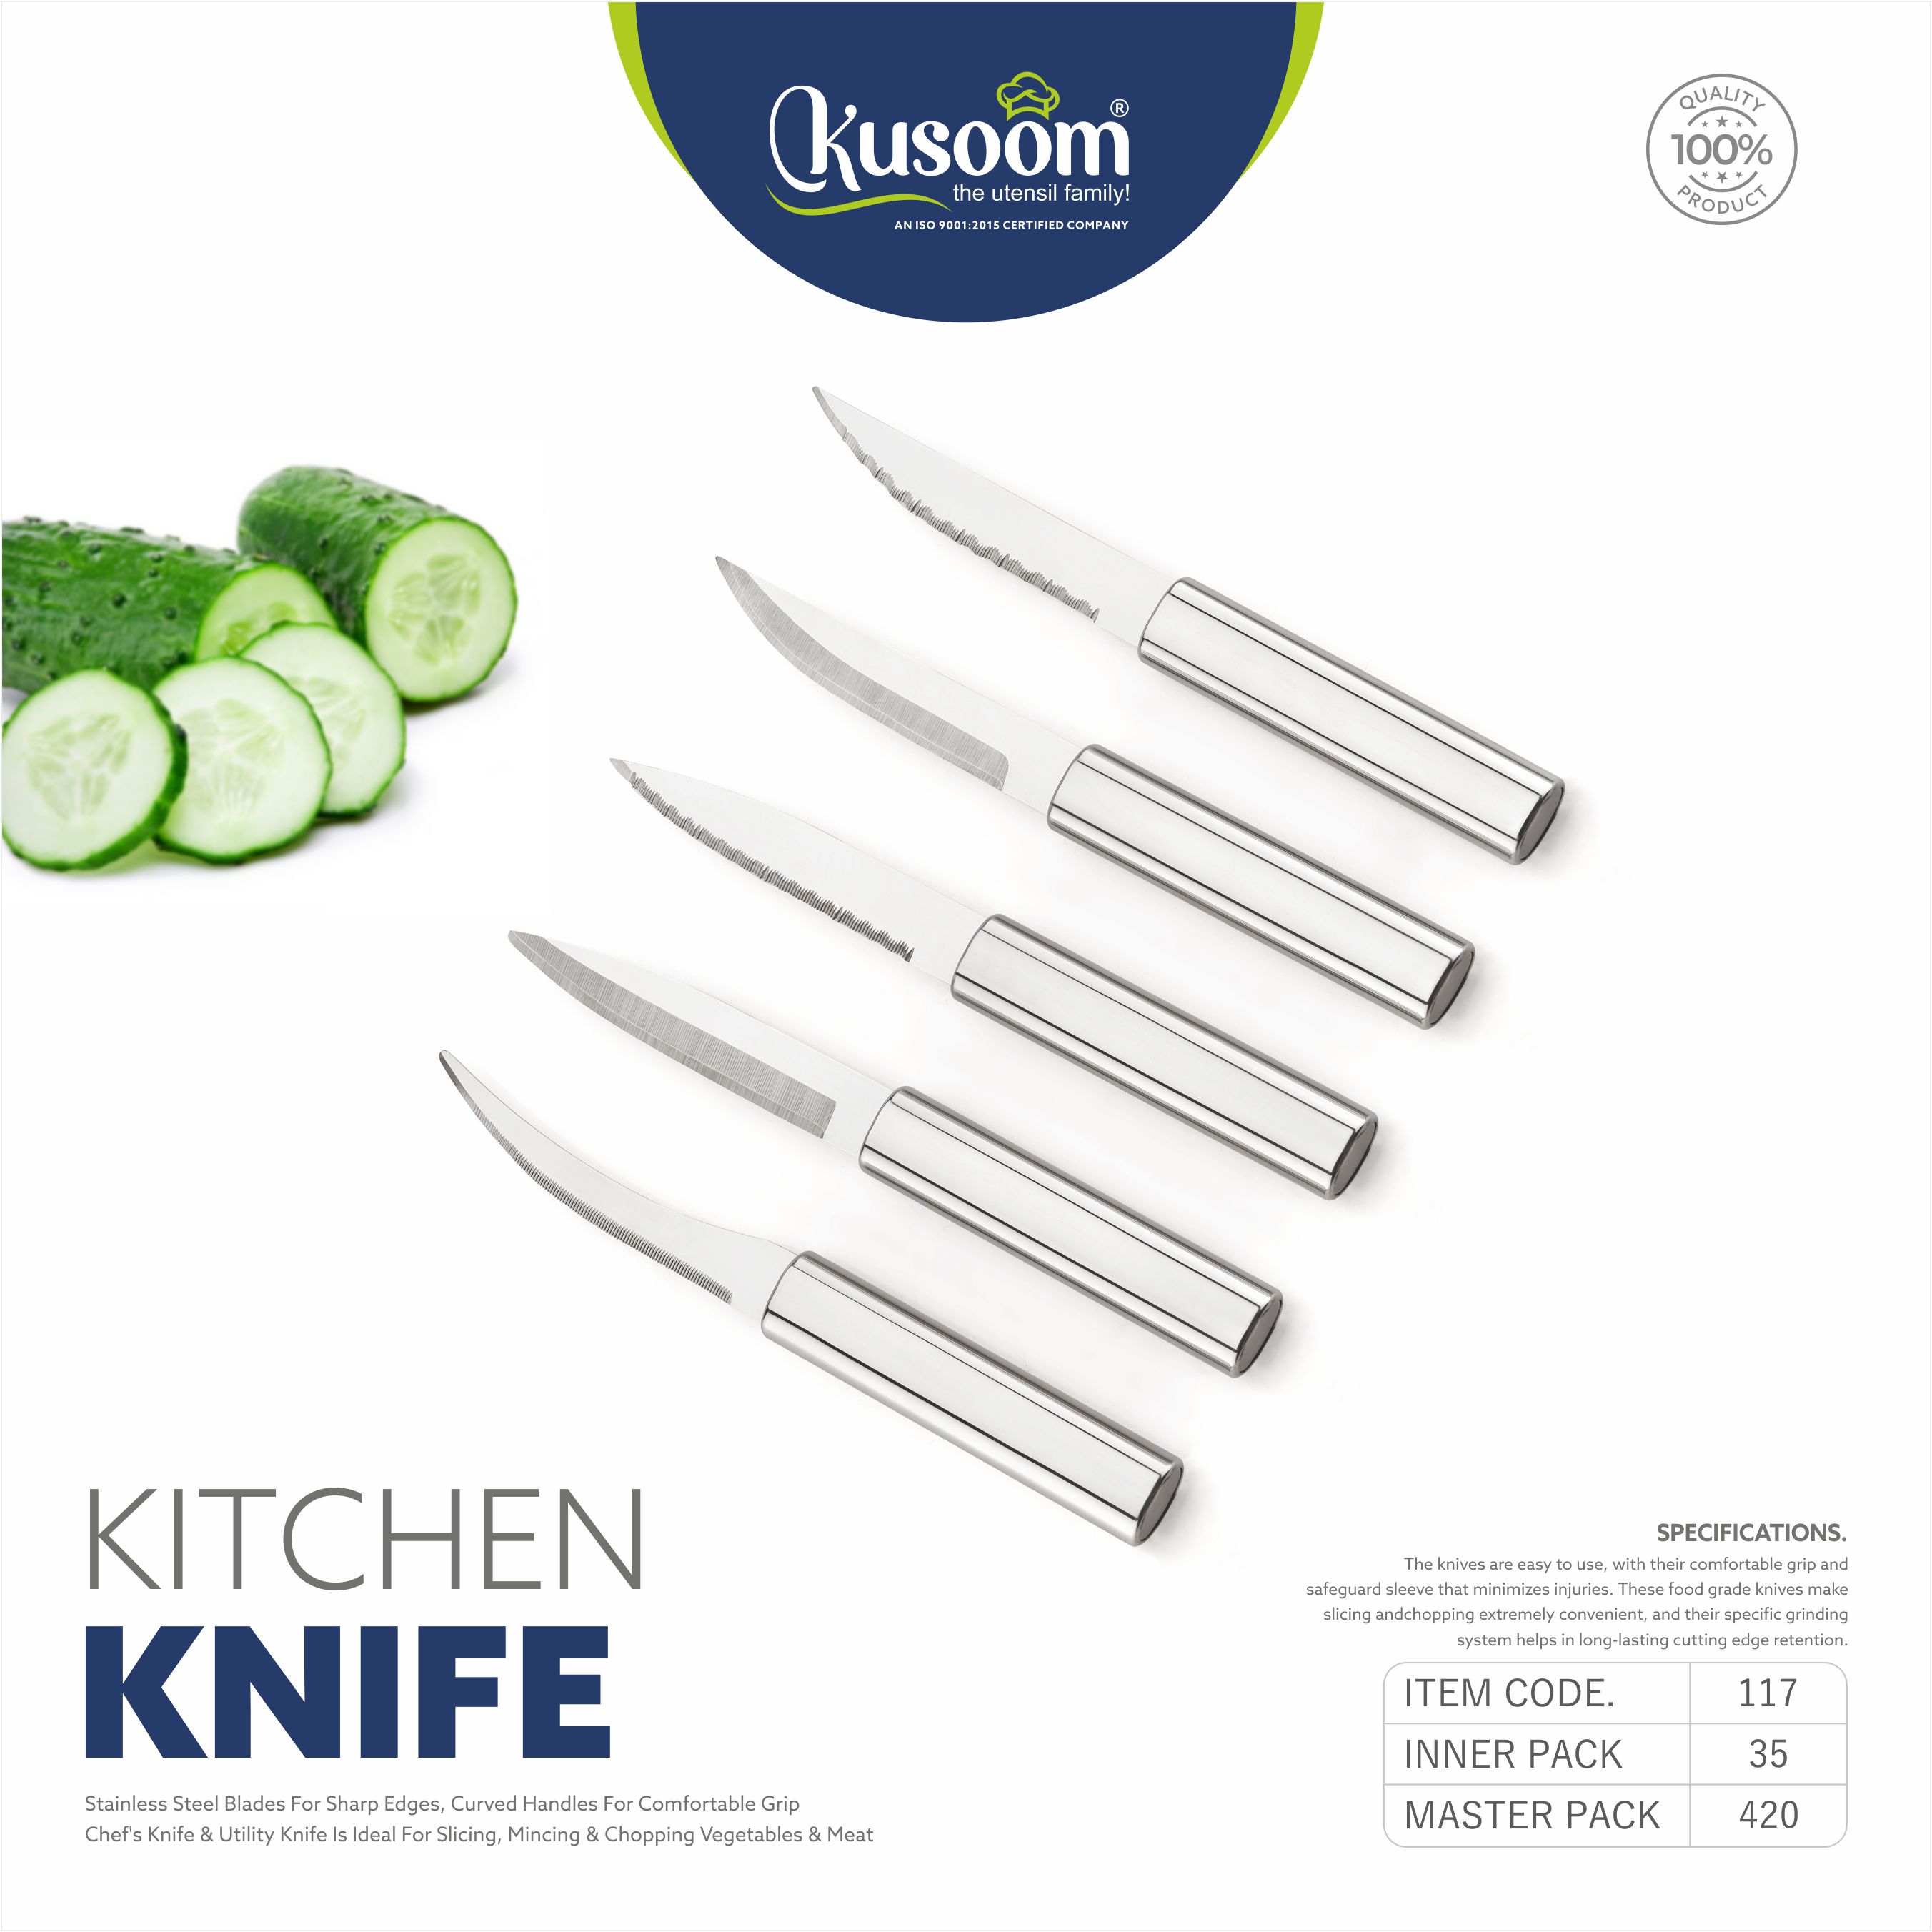 Kusoom®
the utensil family!
AN ISO 9001:2015 CERTIFIED COMPANY
QUALITY
100%
PRODUCT
KITCHEN
KNIFE
Stainless Steel Blades For Sharp Edges, Curved Handles For Comfortable Grip
Chef's Knife & Utility Knife Is Ideal For Slicing, Mincing & Chopping Vegetables & Meat
SPECIFICATIONS.
The knives are easy to use, with their comfortable grip and
safeguard sleeve that minimizes injuries. These food grade knives make
slicing andchopping extremely convenient, and their specific grinding
system helps in long-lasting cutting edge retention.
ITEM CODE. 117
INNER PACK 35
MASTER PACK 420